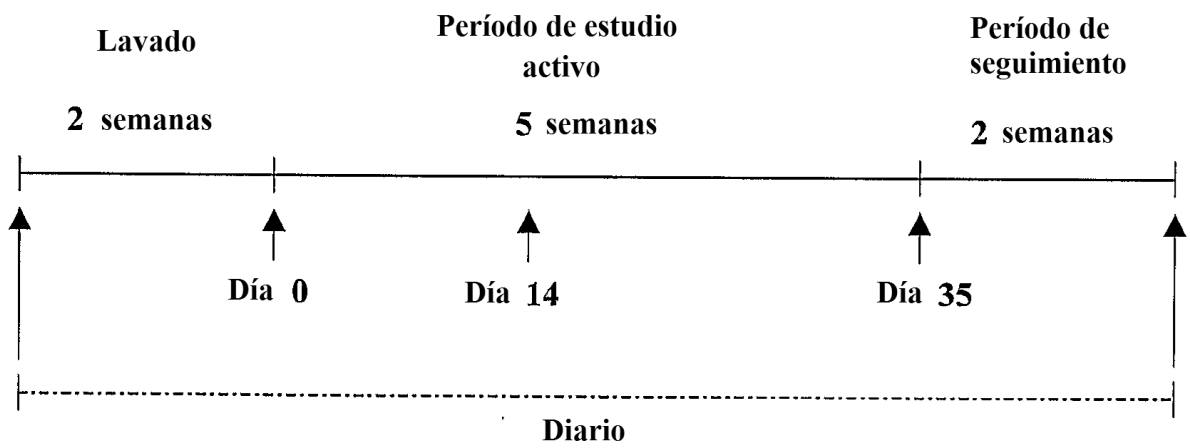 Lavado
2 semanas
Período de estudio
activo
5 semanas
Período de
seguimiento
2 semanas
Día 0
Día 14
Día 35
Diario